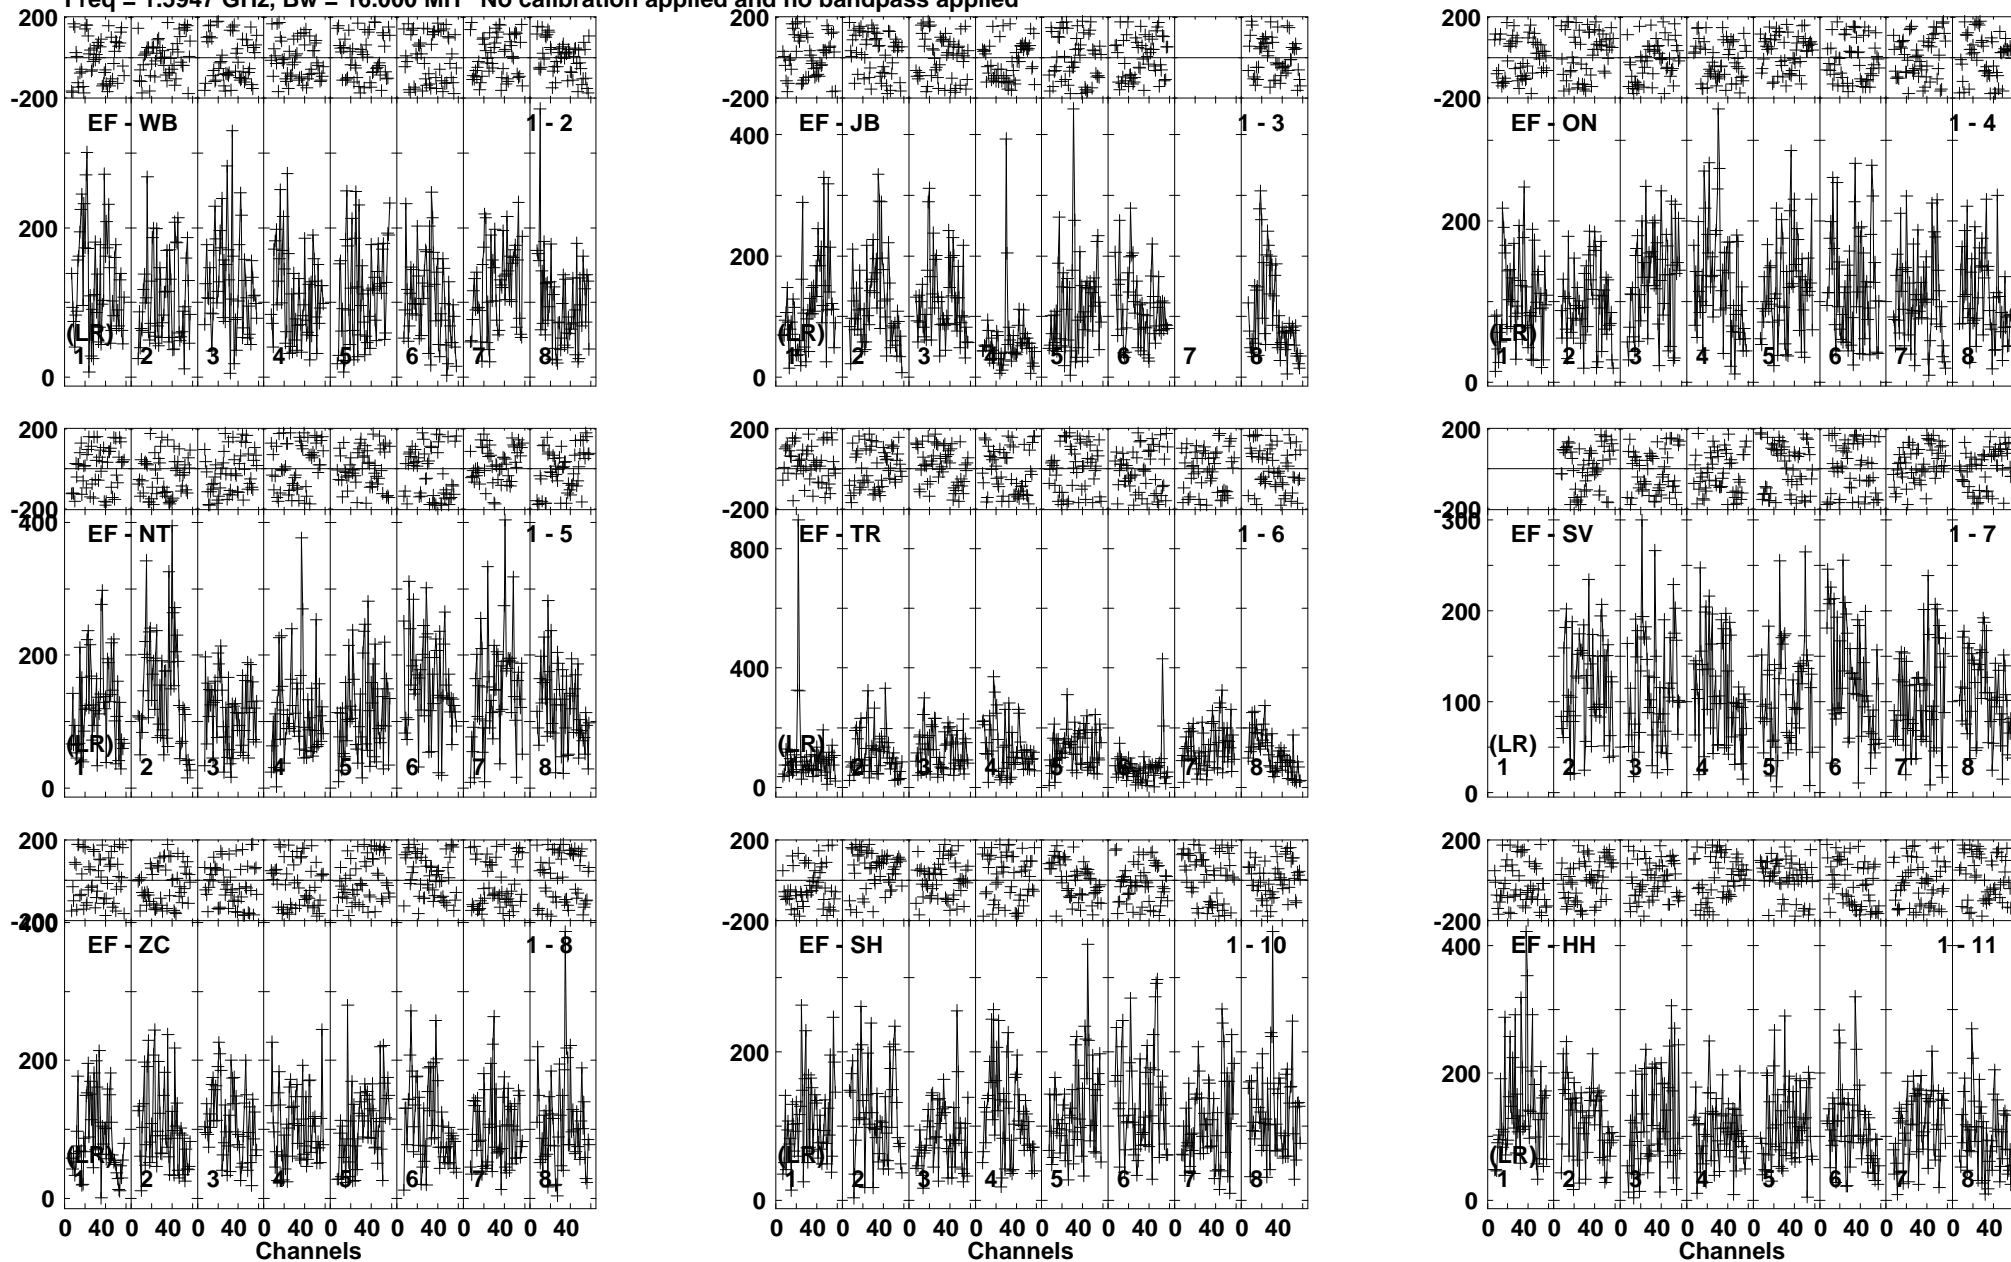 Freq = 1.5947 GHz, Bw = 16.000 MH No calibration applied and no bandpass applied
200 200 200
-200 -200 -200
EF - WB 1 - 2 EF - JB 1 - 3 EF - ON 1 - 4
400
200 200 200
(LR) (LR) (LR)
1 2 3 4 5 6 7 8 1 2 3 4 5 6 7 8 1 2 3 4 5 6 7 8
0 0 0
200 200 200
-200 -200 -200
400 300
EF - NT 1 - 5 EF - TR 1 - 6 EF - SV 1 - 7
800
200 400 200
100
(LR) (LR) (LR)
1 2 3 4 5 6 7 8 1 2 3 4 5 6 7 8 1 2 3 4 5 6 7 8
0 0 0
200 200 200
-200 -200 -200
400
EF - ZC 1 - 8 EF - SH 1 - 10 EF - HH 1 - 11
400
200 200 200
(LR) (LR) (LR)
1 2 3 4 5 6 7 8 1 2 3 4 5 6 7 8 1 2 3 4 5 6 7 8
0 0 0
0 40 0 40 0 40 0 40 0 40 0 40 0 40 0 40 0 40 0 40 0 40 0 40 0 40 0 40 0 40 0 40 0 40 0 40 0 40 0 40 0 40 0 40 0 40 0 40
Channels Channels Channels